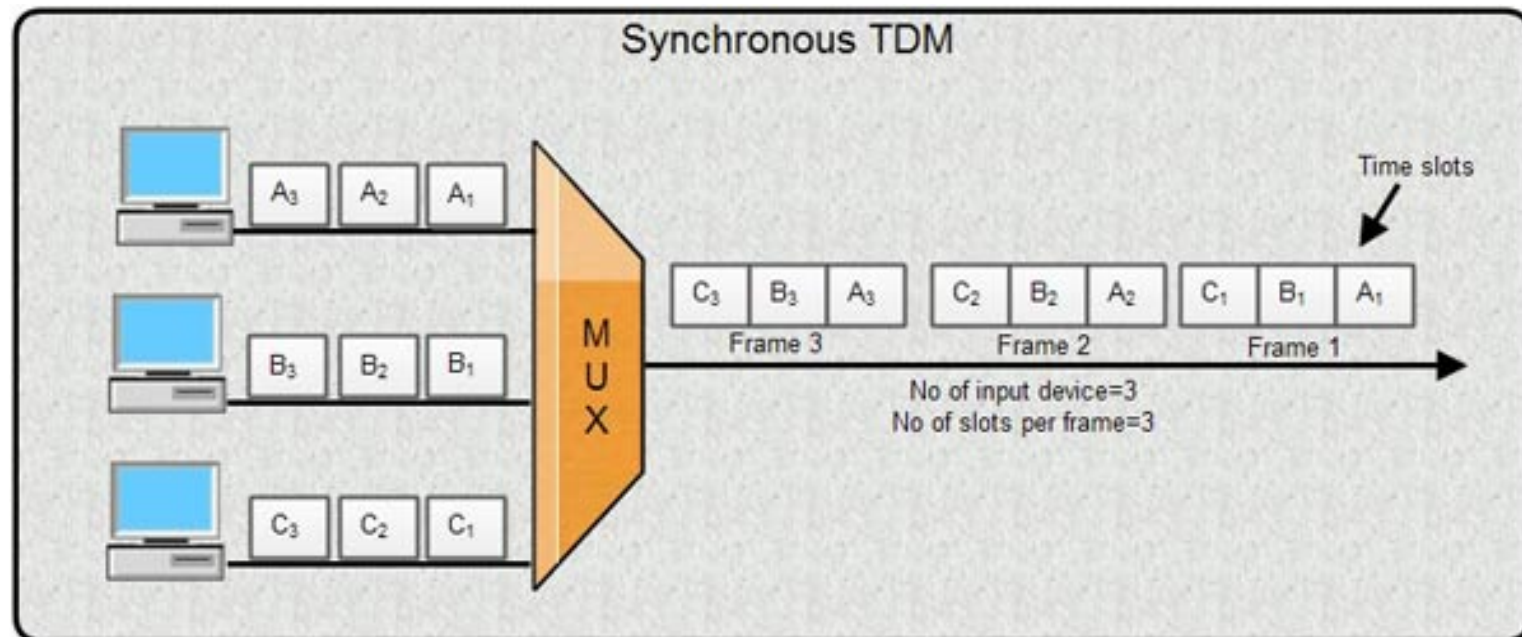 Synchronous TDM
Time slots
A₃ A₂ A₁
C₃ B₃ A₃ C₂ B₂ A₂ C₁ B₁ A₁
Frame 3 Frame 2 Frame 1
B₃ B₂ B₁
MUX
No of input device=3
No of slots per frame=3
C₃ C₂ C₁